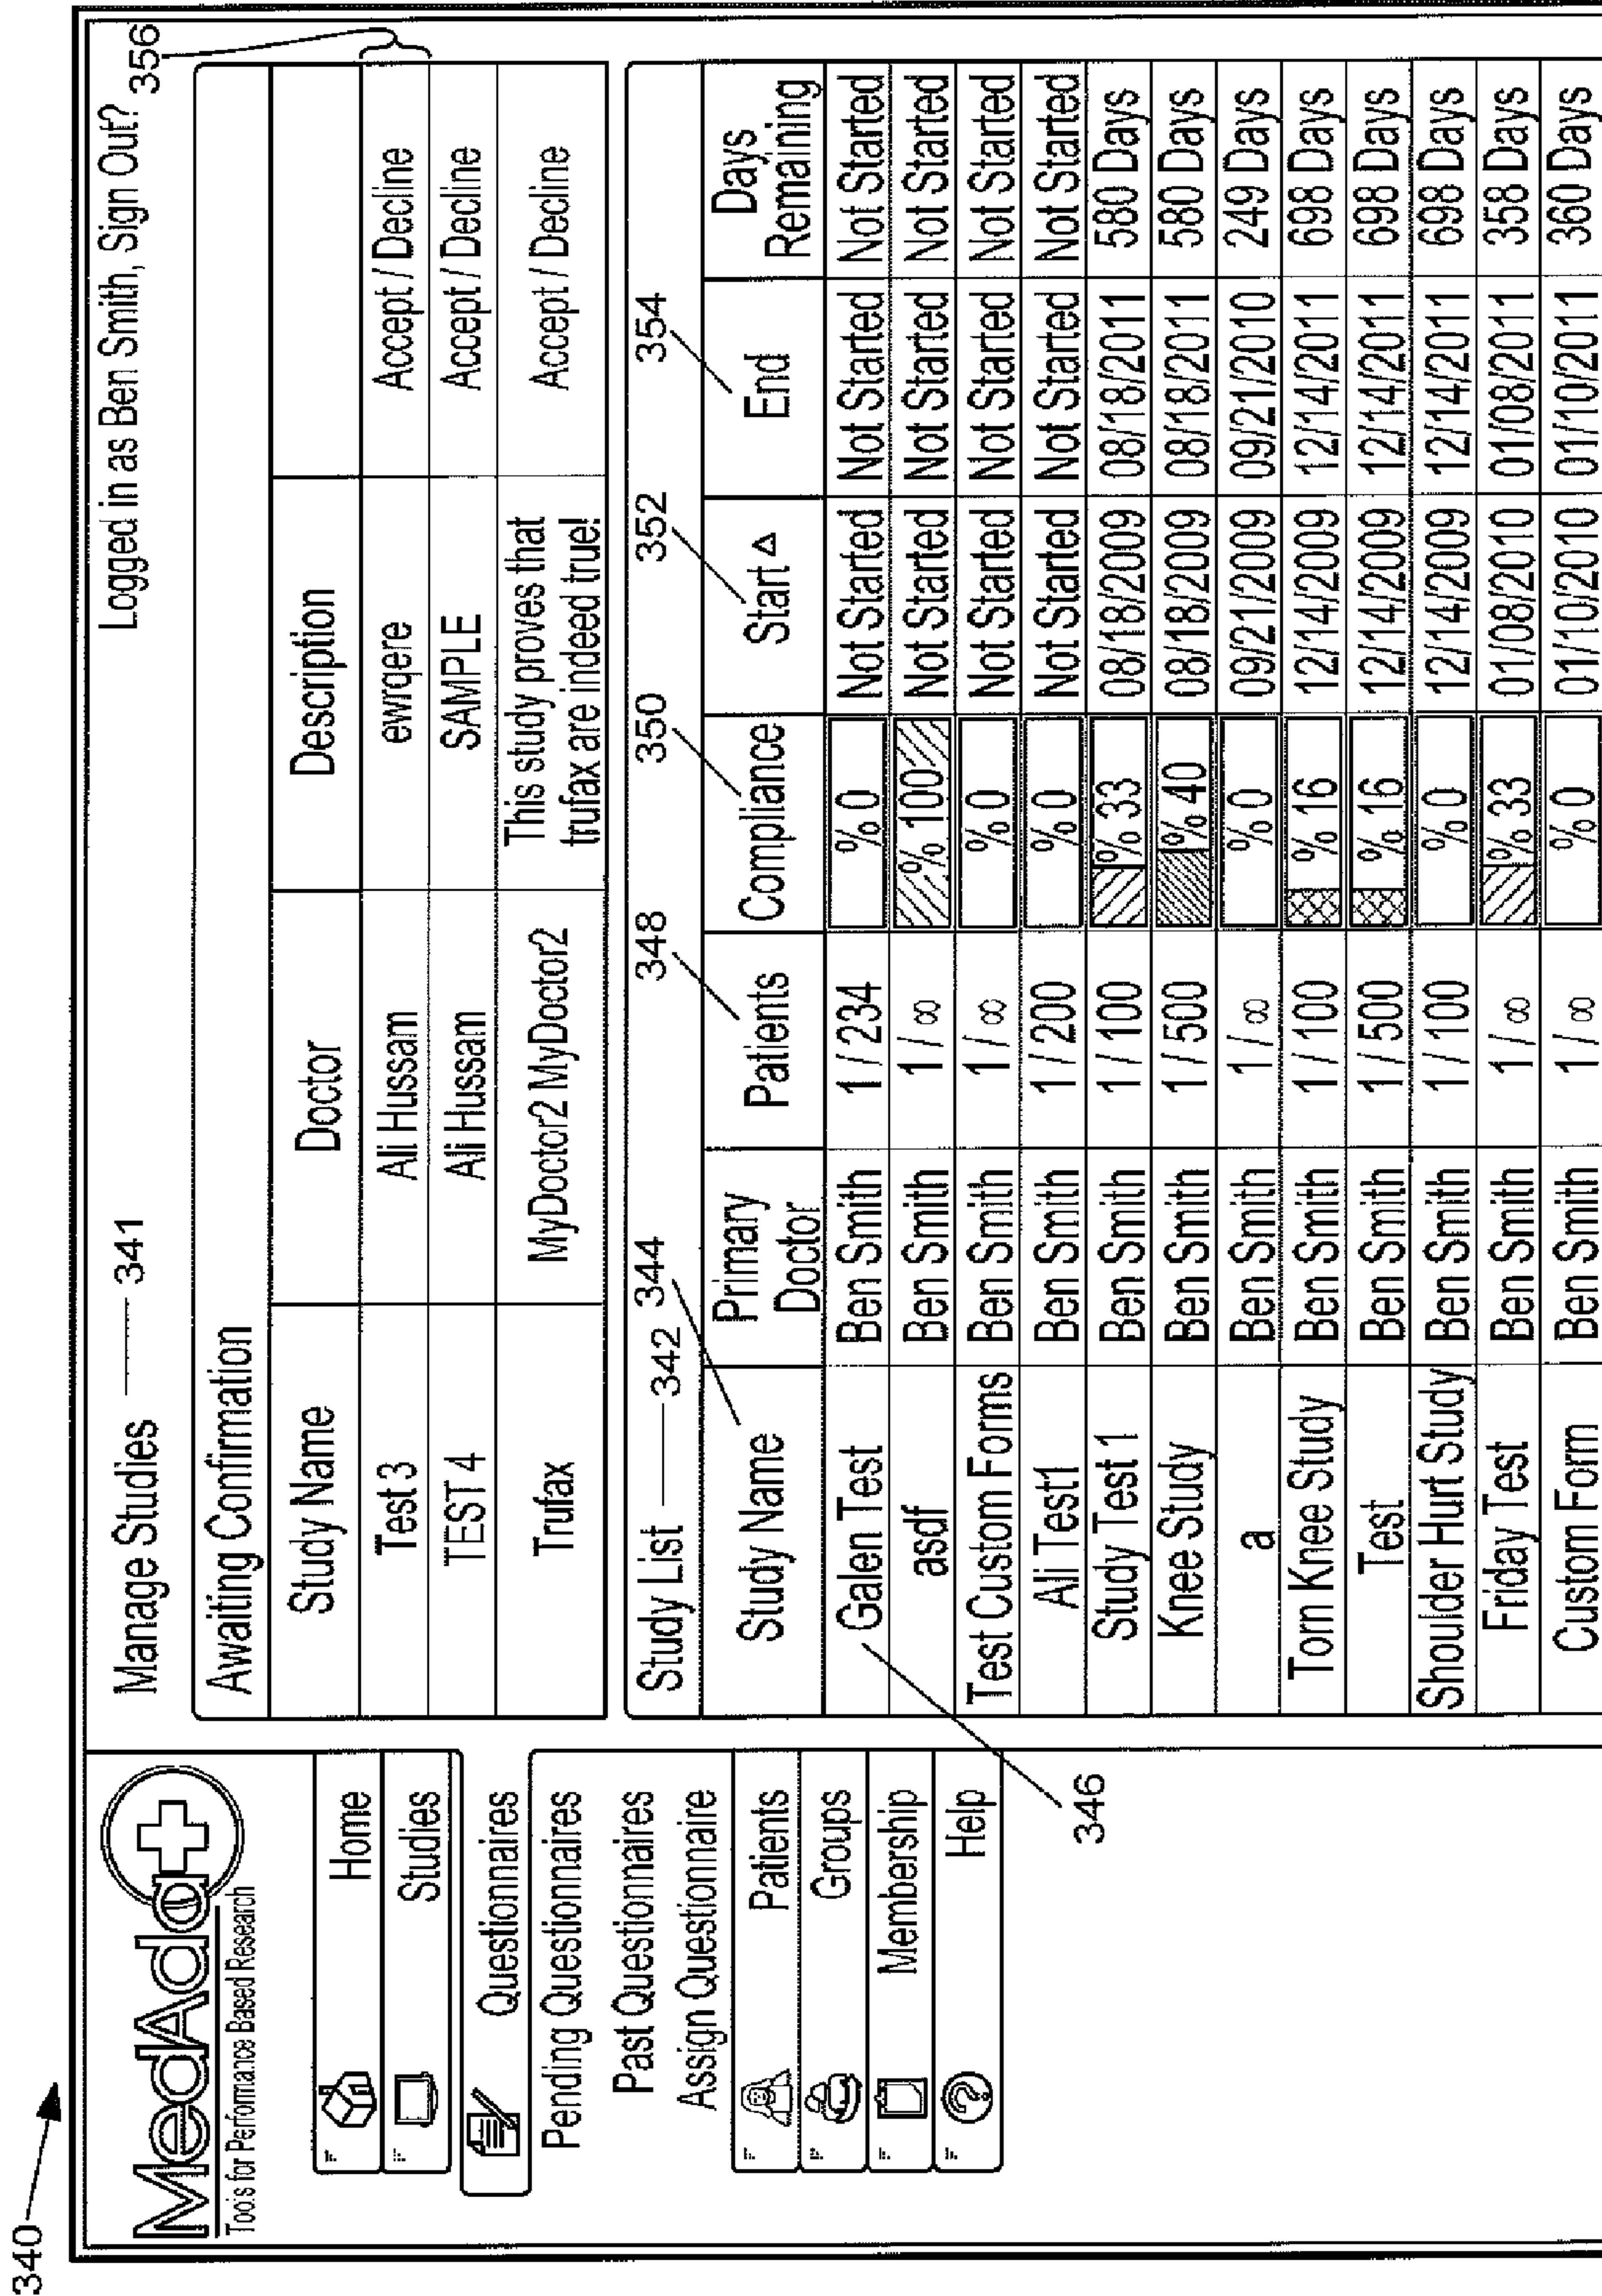 340
MedAda
Tools for Performance Based Research
Home
Studies
Questionnaires
Pending Questionnaires
Past Questionnaires
Assign Questionnaire
Patients
Groups
Membership
Help
346
Logged in as Ben Smith, Sign Out?
Manage Studies 341
356
Awaiting Confirmation
Study Name Doctor Description
Test 3 Ali Hussam ewrqere Accept / Decline
TEST 4 Ali Hussam SAMPLE Accept / Decline
Trufax MyDoctor2 MyDoctor2 This study proves that Accept / Decline
trufax are indeed true!
Study List 342 344 348 350 352 354
Study Name Primary Doctor Patients Compliance Start △ End Days Remaining
Galen Test Ben Smith 1 / 234 % 0 Not Started Not Started Not Started
asdf Ben Smith 1 / ∞ % 100 Not Started Not Started Not Started
Test Custom Forms Ben Smith 1 / ∞ % 0 Not Started Not Started Not Started
Ali Test1 Ben Smith 1 / 200 % 0 Not Started Not Started Not Started
Study Test 1 Ben Smith 1 / 100 % 33 08/18/2009 08/18/2011 580 Days
Knee Study Ben Smith 1 / 500 % 40 08/18/2009 08/18/2011 580 Days
a Ben Smith 1 / ∞ % 0 09/21/2009 09/21/2010 249 Days
Torn Knee Study Ben Smith 1 / 100 % 16 12/14/2009 12/14/2011 698 Days
Test Ben Smith 1 / 500 % 16 12/14/2009 12/14/2011 698 Days
Shoulder Hurt Study Ben Smith 1 / 100 % 0 12/14/2009 12/14/2011 698 Days
Friday Test Ben Smith 1 / ∞ % 33 01/08/2010 01/08/2011 358 Days
Custom Form Ben Smith 1 / ∞ % 0 01/10/2010 01/10/2011 360 Days